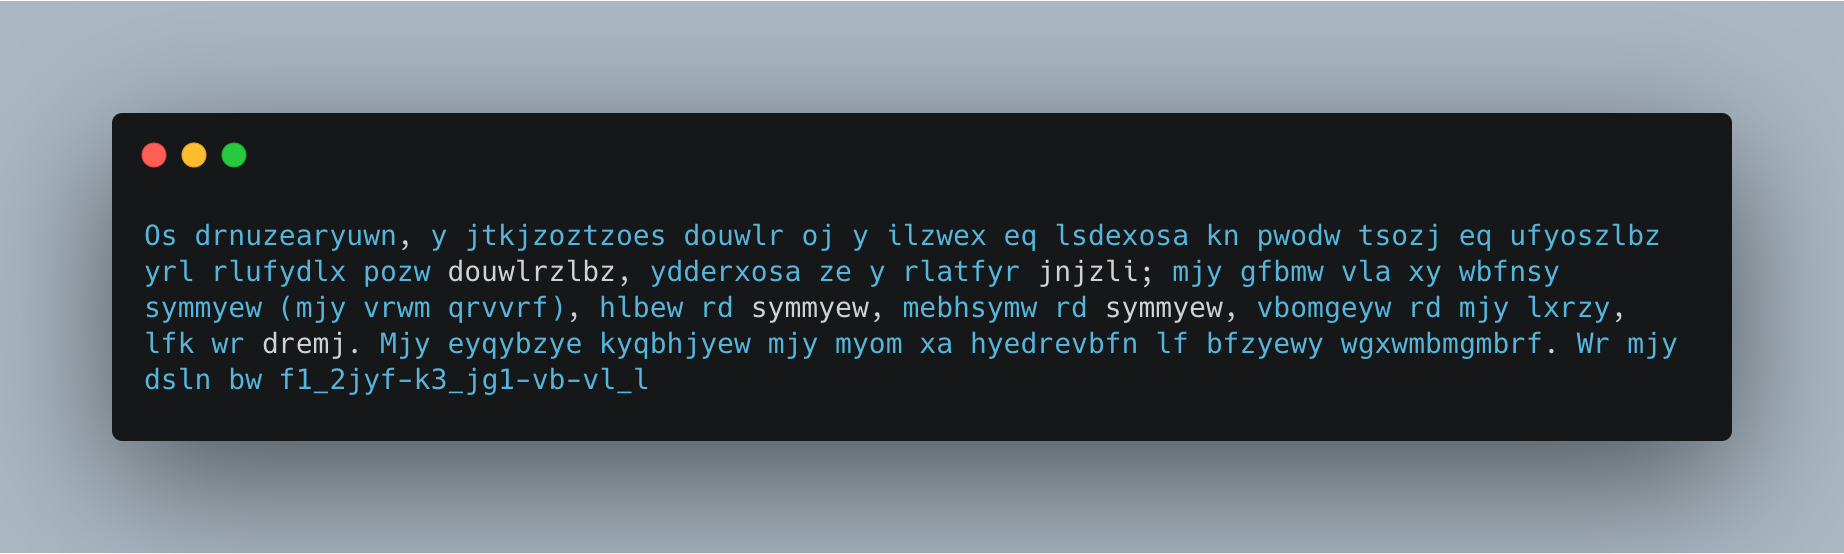 Os drnuzearyuwn, y jtkjzoztzoes douwlr oj y ilzwex eq lsdexosa kn pwodw tsozj eq ufyoszlbz
yrl rlufydlx pozw douwlrzlbz, ydderxosa ze y rlatfyr jnjzli; mjy gfbmw vla xy wbfnsy
symmyew (mjy vrwm qrvvrf), hlbew rd symmyew, mebhsymw rd symmyew, vbomgeyw rd mjy lxrzy,
lfk wr dremj. Mjy eyqybzye kyqbhjyew mjy myom xa hyedrevbfn lf bfzyewy wgxwmbmgmbrf. Wr mjy
dsln bw f1_2jyf-k3_jg1-vb-vl_l